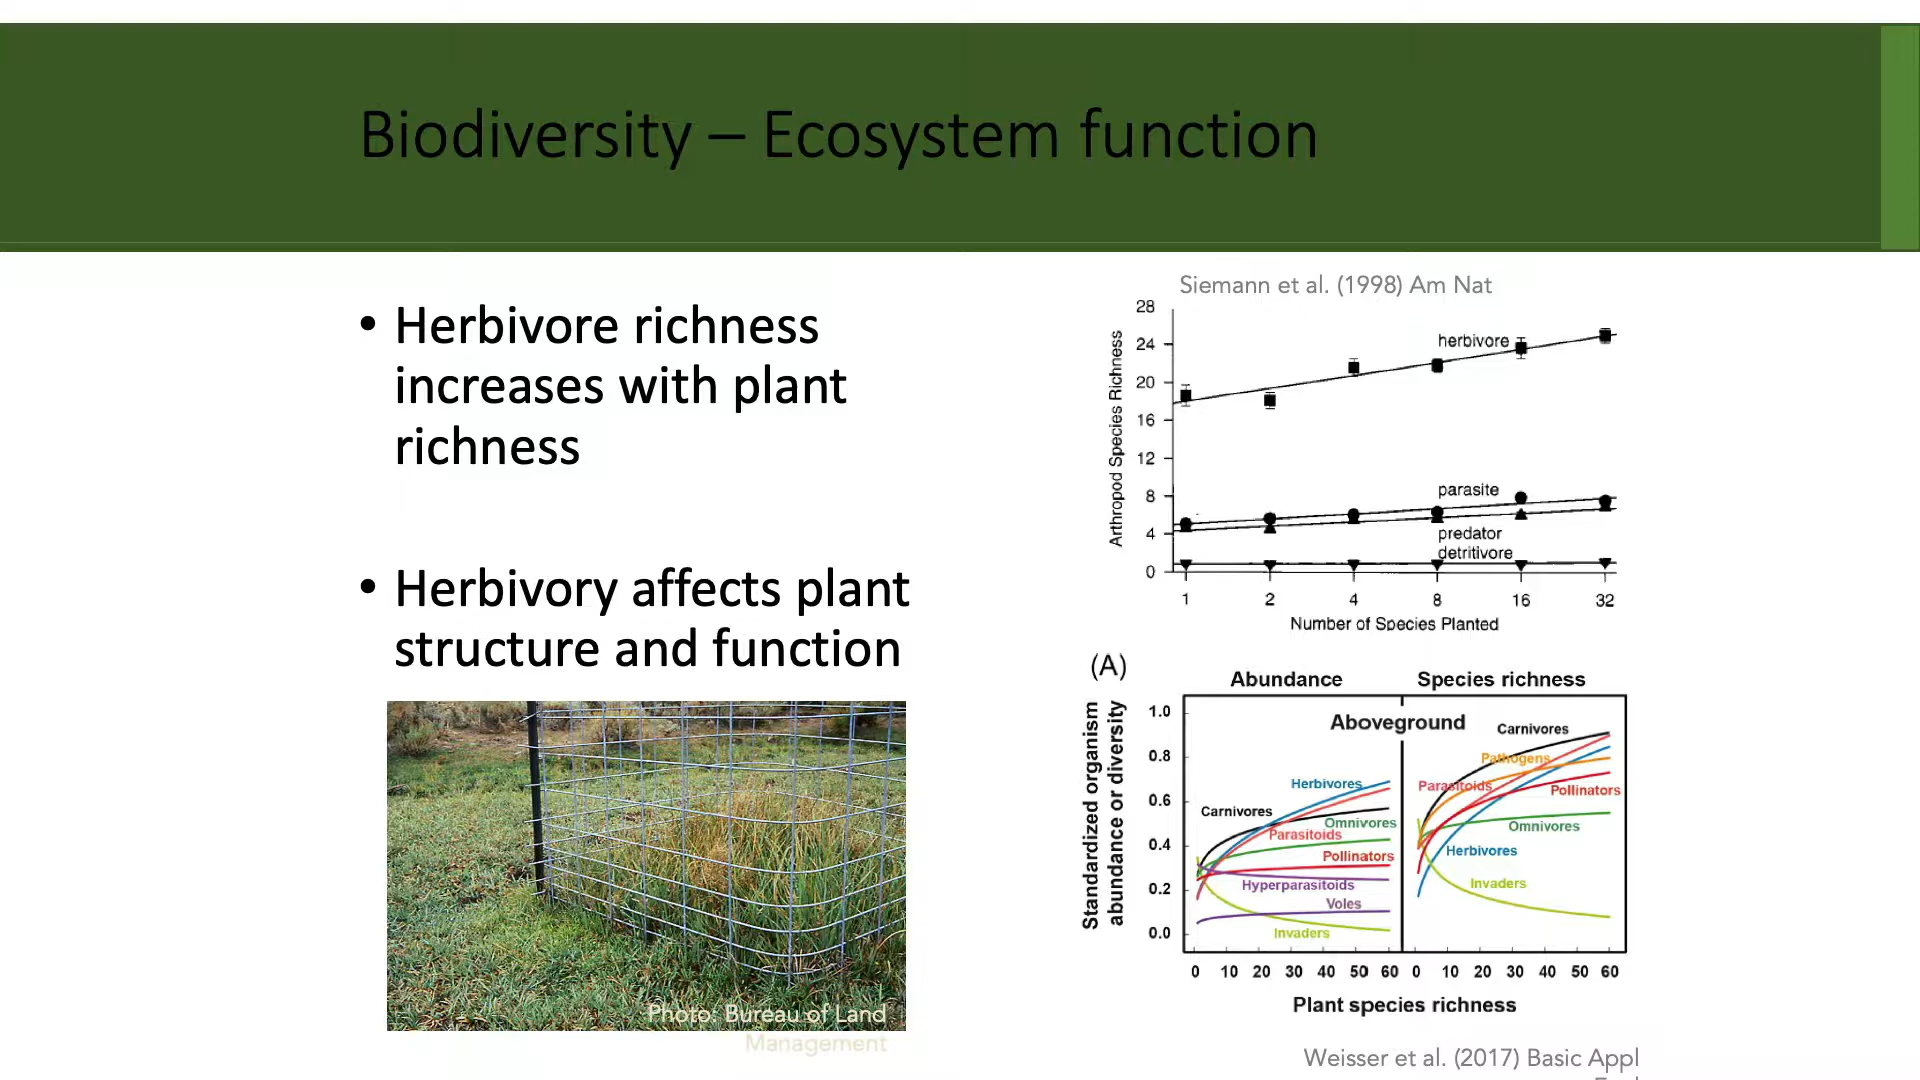 Biodiversity – Ecosystem function
• Herbivore richness
increases with plant
richness
• Herbivory affects plant
structure and function
Photo: Bureau of Land
Management
Siemann et al. (1998) Am Nat
Arthropod Species Richness
28
24
20
16
12
8
4
0
herbivore
parasite
predator
detritivore
1 2 4 8 16 32
Number of Species Planted
(A)
Abundance Species richness
Aboveground
Standardized organism
abundance or diversity
1.0
0.8
0.6
0.4
0.2
0.0
Herbivores
Carnivores
Omnivores
Parasitoids
Pollinators
Hyperparasitoids
Voles
Invaders
Carnivores
Pathogens
Parasitoids
Pollinators
Omnivores
Herbivores
Invaders
0 10 20 30 40 50 60 0 10 20 30 40 50 60
Plant species richness
Weisser et al. (2017) Basic Appl